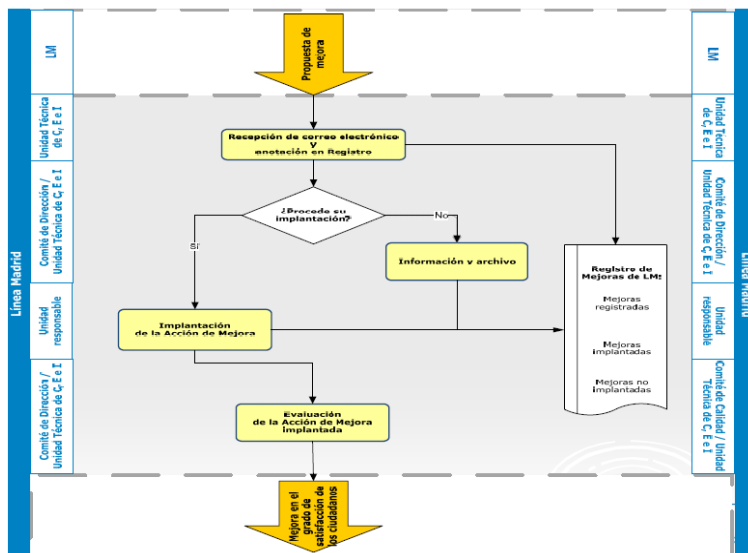 LM
Propuesta de
mejora
LM
Unidad Técnica
de C, E e I
Recepción de correo electrónico
y
anotación en Registro
Unidad Tecnica
de C, E e I
Comité de Dirección /
Unidad Técnica de C, E e I
¿Procede su
implantación?
No
Sí
Información y archivo
Comité de Dirección /
Unidad Técnica de C, E e I
Registro de
Mejoras de LM:
Mejoras
registradas
Mejoras
implantadas
Mejoras no
implantadas
Línea Madrid
Unidad
responsable
Implantación
de la Acción de Mejora
Unidad
responsable
Comité de Dirección /
Unidad Técnica de C, E e I
Evaluación
de la Acción de Mejora
implantada
Comité de Calidad / Unidad
Técnica de C, E e I
Mejora en el
grado de
satisfacción de
los ciudadanos